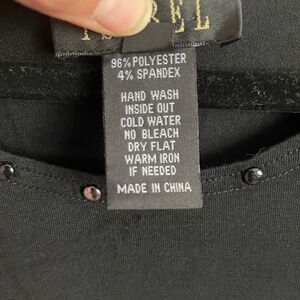 96% POLYESTER
4% SPANDEX
HAND WASH
INSIDE OUT
COLD WATER
NO BLEACH
DRY FLAT
WARM IRON
IF NEEDED
MADE IN CHINA